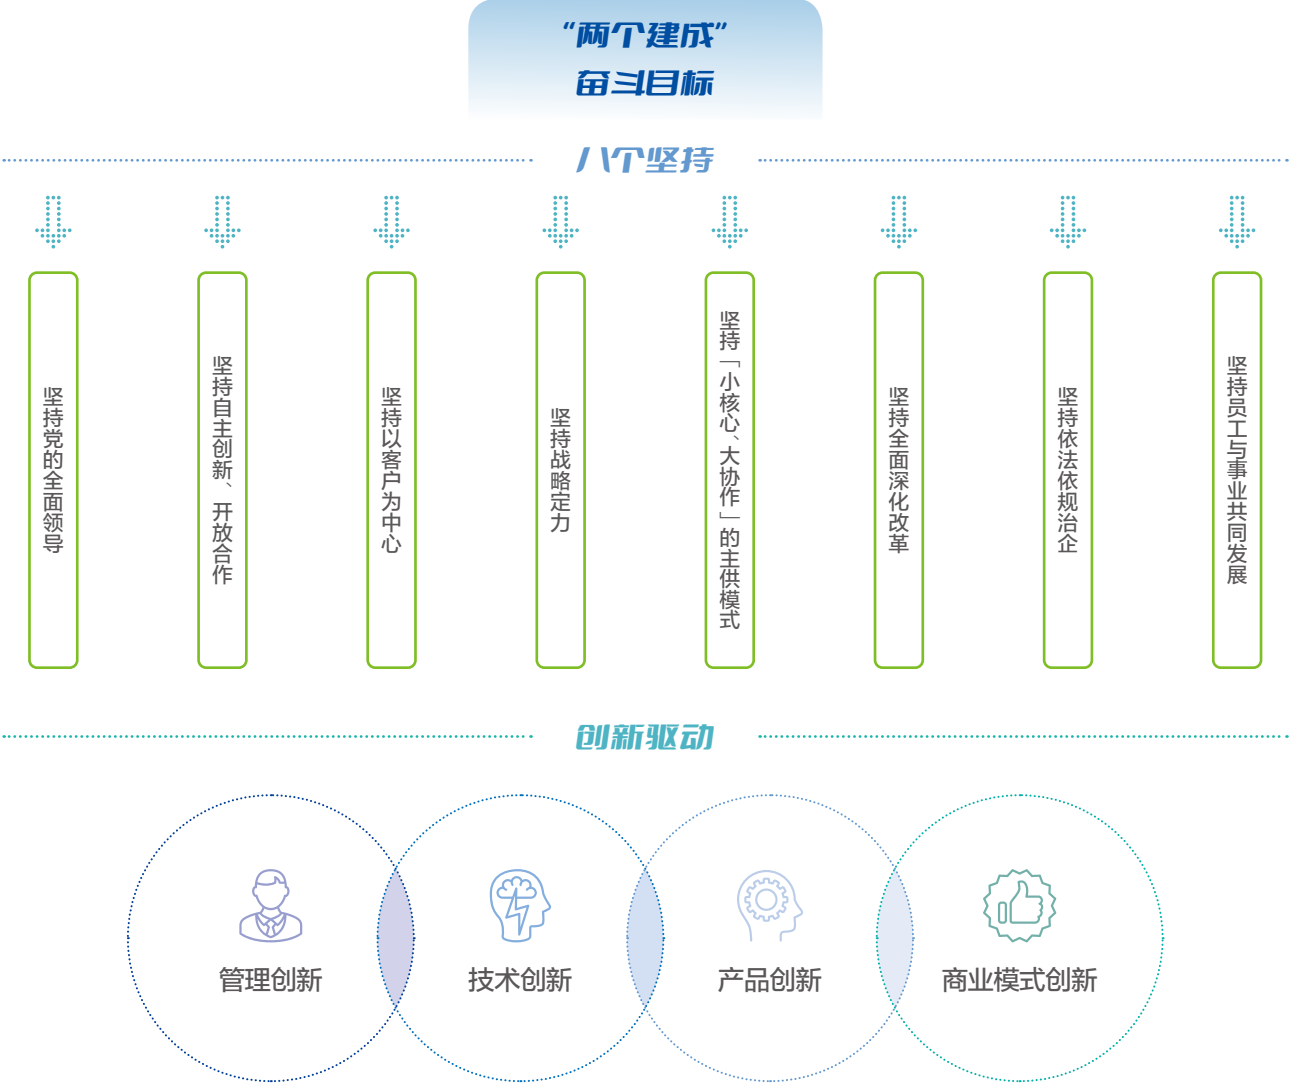 “两个建成”
奋斗目标
八个坚持
坚持党的全面领导
坚持自主创新、开放合作
坚持以客户为中心
坚持战略定力
坚持「小核心、大协作」的主供模式
坚持全面深化改革
坚持依法依规治企
坚持员工与事业共同发展
创新驱动
管理创新
技术创新
产品创新
商业模式创新